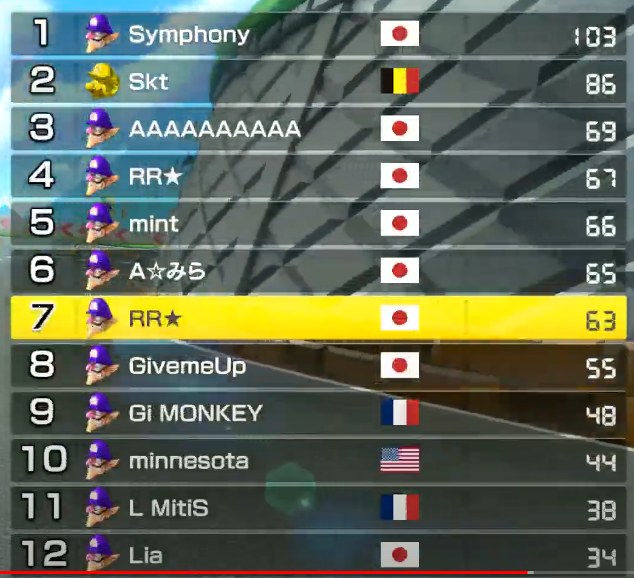 1 Symphony 103
2 Skt 86
3 AAAAAAAAAA 69
4 RR★ 67
5 mint 66
6 A☆みら 65
7 RR★ 63
8 GivemeUp 55
9 Gi MONKEY 48
10 minnesota 44
11 L MitiS 38
12 Lia 34